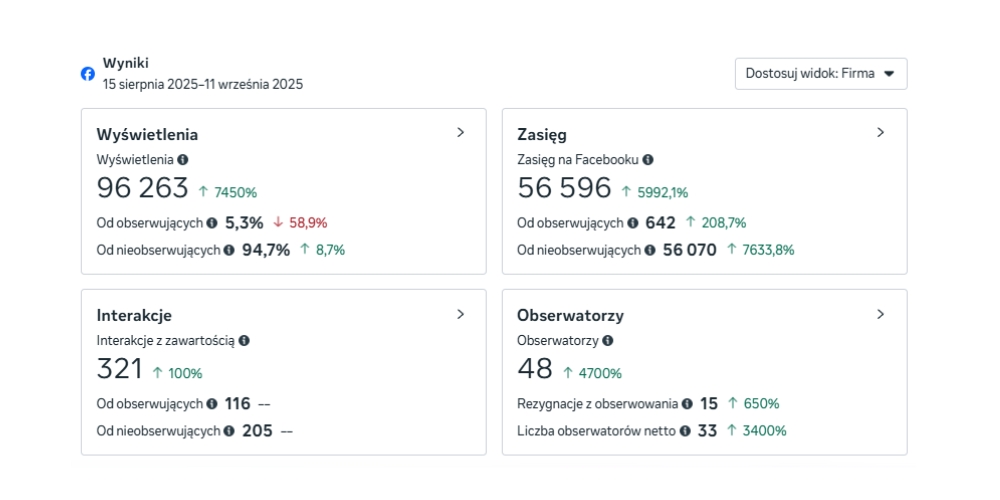 Wyniki
15 sierpnia 2025–11 września 2025
Dostosuj widok: Firma
Wyświetlenia
Wyświetlenia
96 263 ↑ 7450%
Od obserwujących 5,3% ↓ 58,9%
Od nieobserwujących 94,7% ↑ 8,7%
Zasięg
Zasięg na Facebooku
56 596 ↑ 5992,1%
Od obserwujących 642 ↑ 208,7%
Od nieobserwujących 56 070 ↑ 7633,8%
Interakcje
Interakcje z zawartością
321 ↑ 100%
Od obserwujących 116 --
Od nieobserwujących 205 --
Obserwatorzy
Obserwatorzy
48 ↑ 4700%
Rezygnacje z obserwowania 15 ↑ 650%
Liczba obserwatorów netto 33 ↑ 3400%